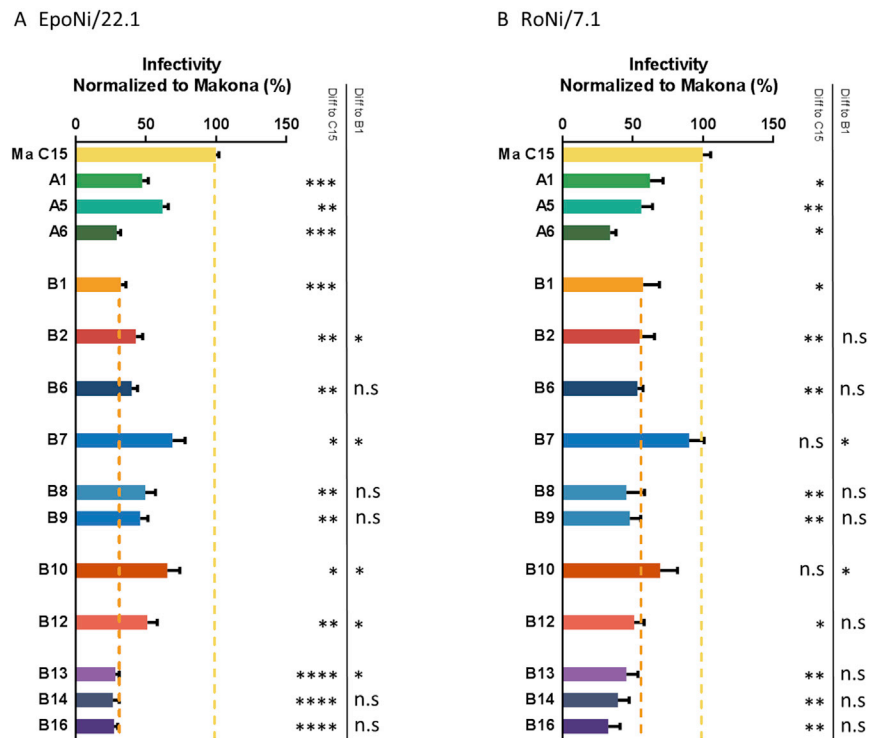 A EpoNi/22.1
Infectivity
Normalized to Makona (%)
Diff to C15
Diff to B1
0 50 100 150
Ma C15
A1 ***
A5 **
A6 ***
B1 ***
B2 ** *
B6 ** n.s
B7 * *
B8 ** n.s
B9 ** n.s
B10 * *
B12 ** *
B13 **** *
B14 **** n.s
B16 **** n.s
B RoNi/7.1
Infectivity
Normalized to Makona (%)
Diff to C15
Diff to B1
0 50 100 150
Ma C15
A1 *
A5 **
A6 *
B1 *
B2 ** n.s
B6 ** n.s
B7 n.s *
B8 ** n.s
B9 ** n.s
B10 n.s *
B12 * n.s
B13 ** n.s
B14 ** n.s
B16 ** n.s